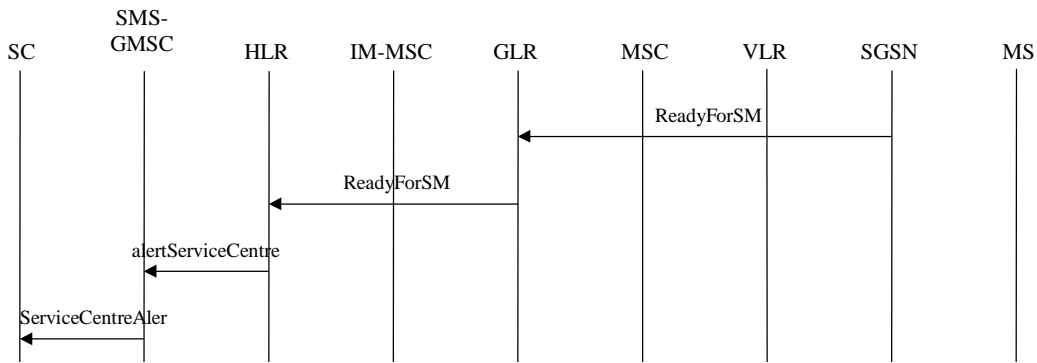 SMS-
GMSC
SC
HLR
IM-MSC
GLR
MSC
VLR
SGSN
MS
ReadyForSM
ReadyForSM
alertServiceCentre
ServiceCentreAler